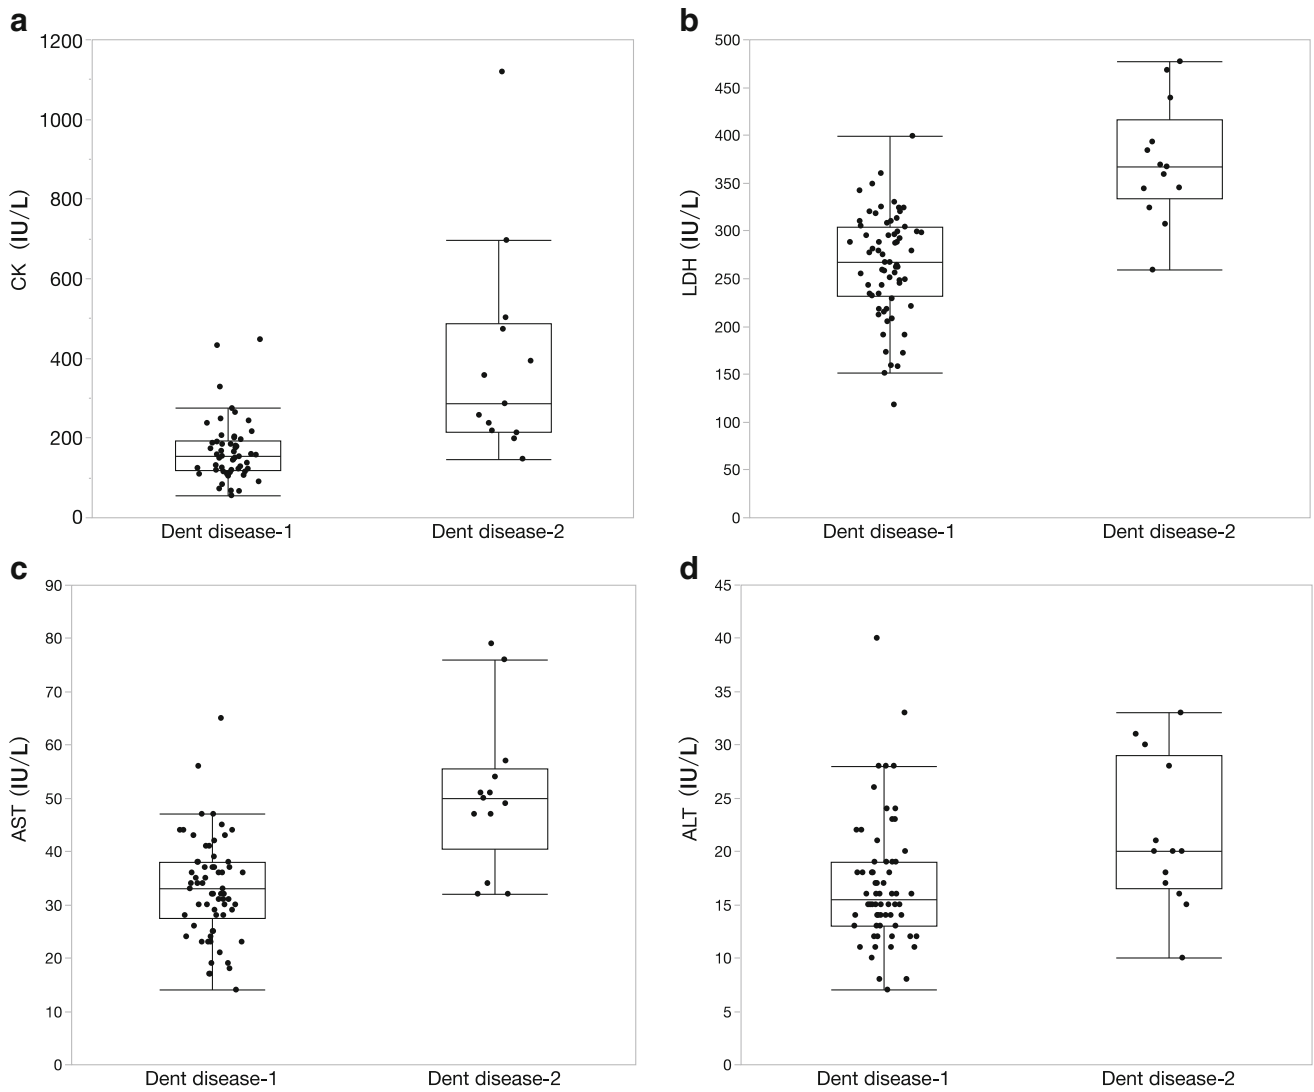 a
1200
1000
800
600
400
200
0
CK (IU/L)
Dent disease-1
Dent disease-2
b
500
450
400
350
300
250
200
150
100
50
0
LDH (IU/L)
Dent disease-1
Dent disease-2
c
90
80
70
60
50
40
30
20
10
0
AST (IU/L)
Dent disease-1
Dent disease-2
d
45
40
35
30
25
20
15
10
5
0
ALT (IU/L)
Dent disease-1
Dent disease-2